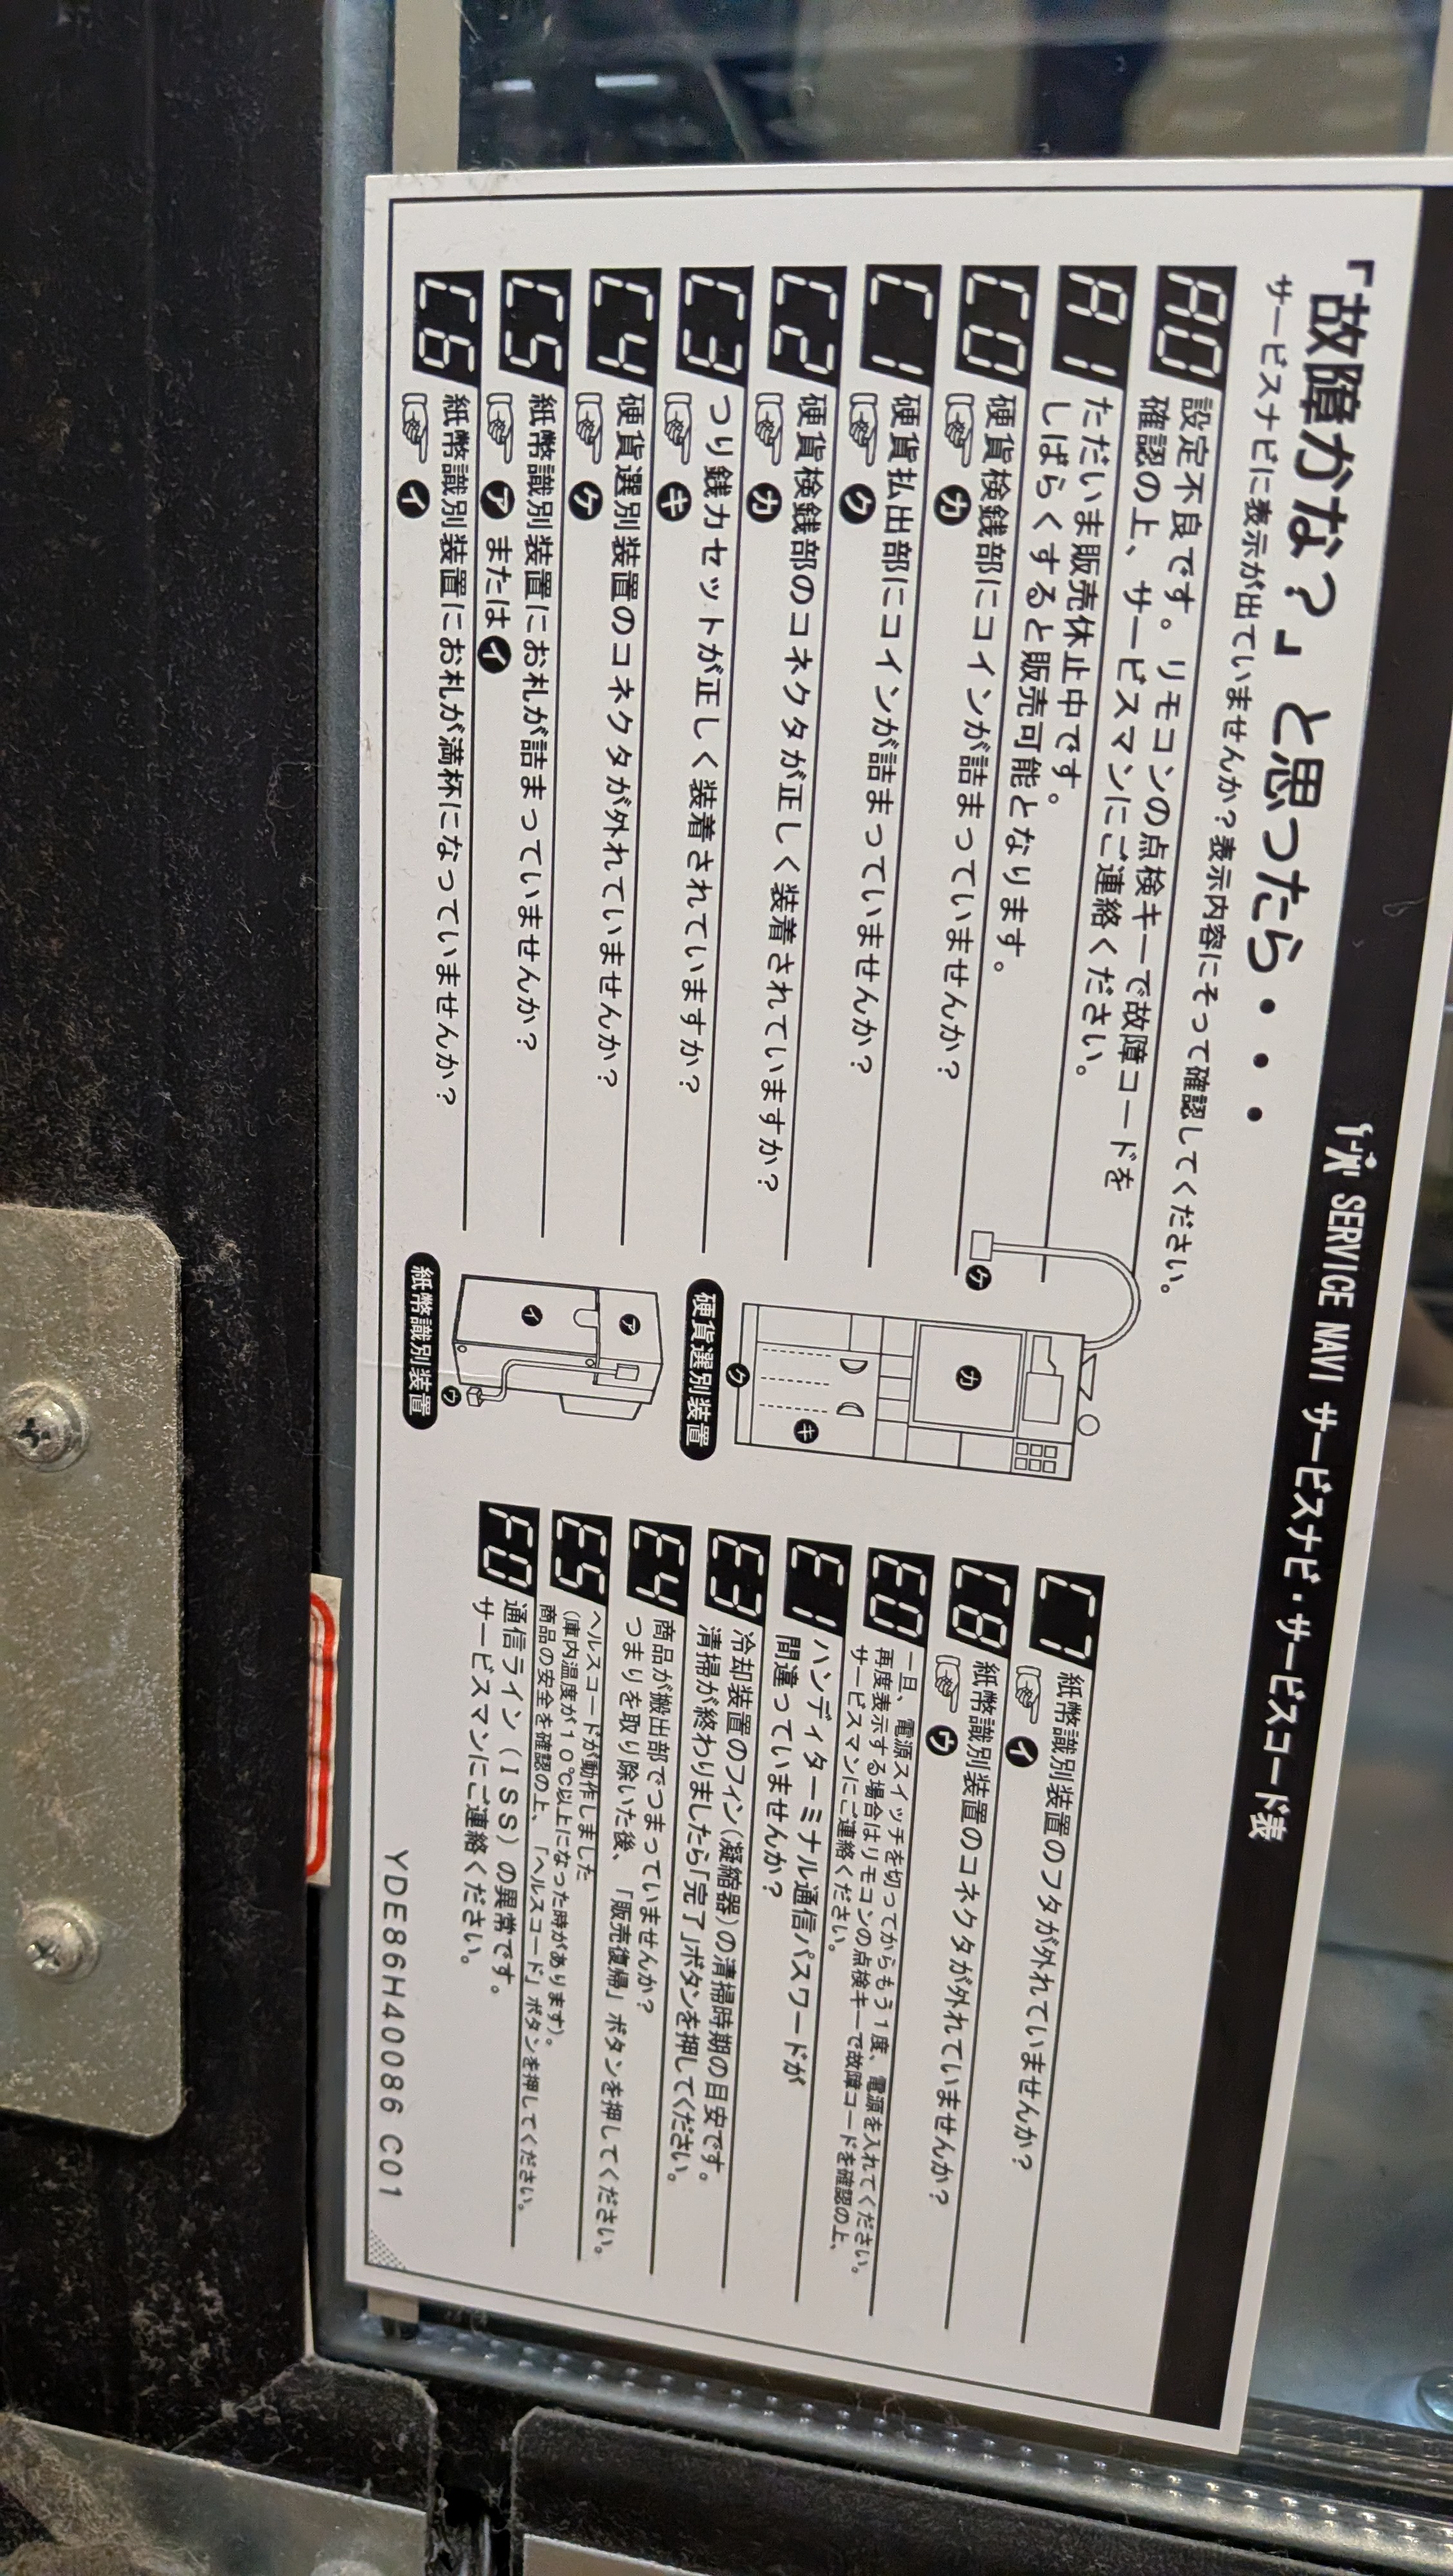 SERVICE NAVI サービスナビ・サービスコード表
「故障かな？」と思ったら・・・
サービスナビに表示が出ていませんか？表示内容にそって確認してください。
A0 設定不良です。リモコンの点検キーで故障コードを
確認の上、サービスマンにご連絡ください。
A1 ただいま販売休止中です。
しばらくすると販売可能となります。
C0 硬貨検銭部にコインが詰まっていませんか？
カ
C1 硬貨払出部にコインが詰まっていませんか？
ク
C2 硬貨検銭部のコネクタが正しく装着されていますか？
カ
C3 つり銭カセットが正しく装着されていますか？
キ
C4 硬貨選別装置のコネクタが外れていませんか？
ケ
C5 紙幣識別装置にお札が詰まっていませんか？
ア または イ
C6 紙幣識別装置にお札が満杯になっていませんか？
イ
ケ
カ
キ
ク
硬貨選別装置
ア
イ
ウ
紙幣識別装置
C7 紙幣識別装置のフタが外れていませんか？
イ
C8 紙幣識別装置のコネクタが外れていませんか？
ウ
E0 一旦、電源スイッチを切ってからもう１度、電源を入れてください。
再度表示する場合はリモコンの点検キーで故障コードを確認の上、
サービスマンにご連絡ください。
E1 ハンディターミナル通信パスワードが
間違っていませんか？
E3 冷却装置のフィン（凝縮器）の清掃時期の目安です。
清掃が終わりましたら「完了」ボタンを押してください。
E4 商品が搬出部でつまっていませんか？
つまりを取り除いた後、「販売復帰」ボタンを押してください。
E5 ヘルスコードが動作しました
（庫内温度が１０℃以上になった時があります）。
商品の安全を確認の上、「ヘルスコード」ボタンを押してください。
F0 通信ライン（ＩＳＳ）の異常です。
サービスマンにご連絡ください。
YDE86H40086 C01